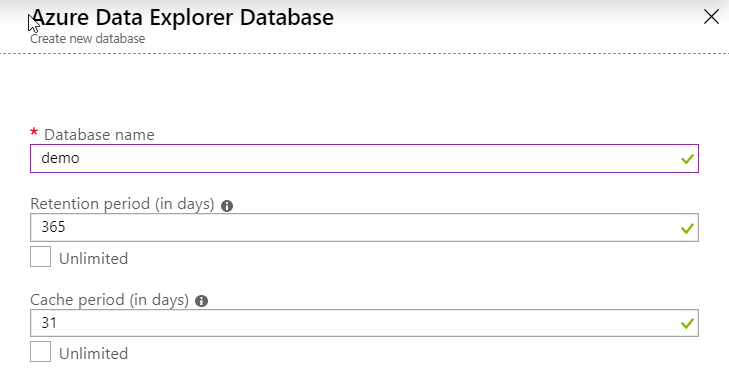 Azure Data Explorer Database
Create new database
* Database name
demo
Retention period (in days)
365
Unlimited
Cache period (in days)
31
Unlimited